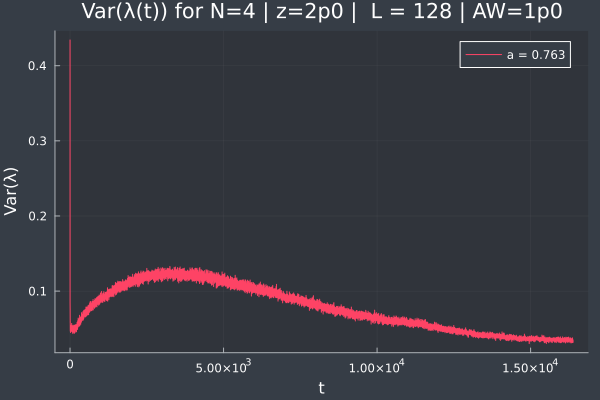 Var(λ(t)) for N=4 | z=2p0 |  L = 128 | AW=1p0
a = 0.763
0.4
0.3
0.2
0.1
Var(λ)
0
5.00×10³
1.00×10⁴
1.50×10⁴
t